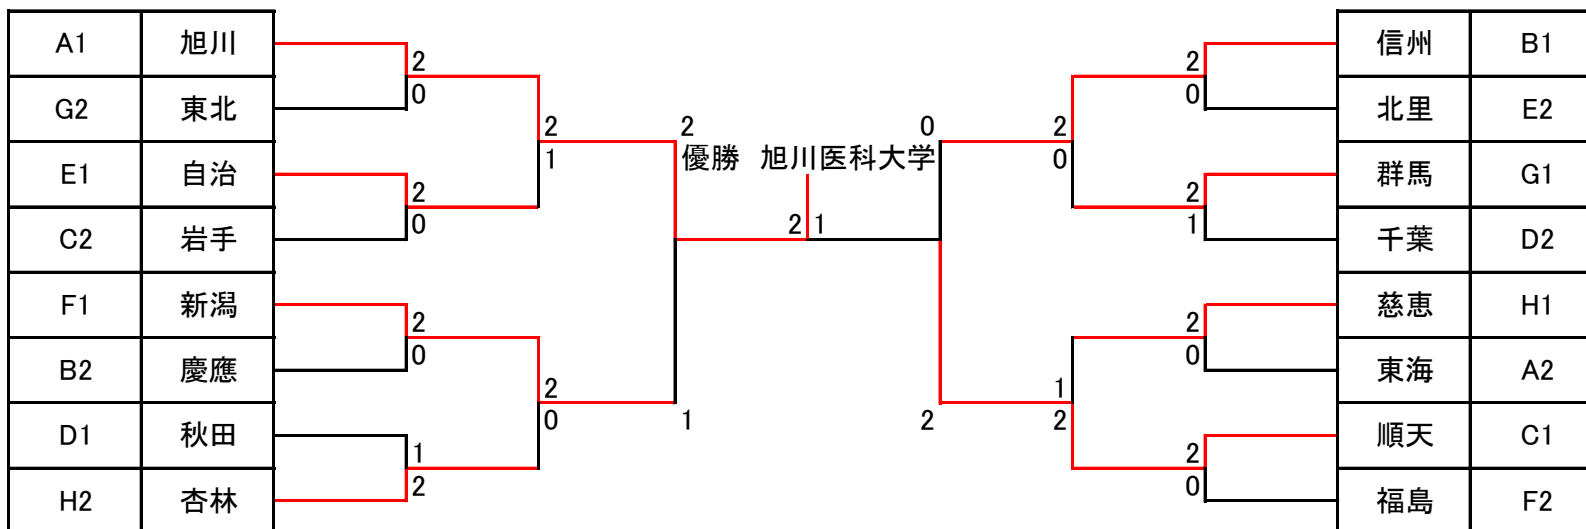 A1 旭川 2 2 信州 B1
G2 東北 0 0 北里 E2
2 2 0 2
1 優勝 旭川医科大学 0
E1 自治 2 2 群馬 G1
C2 岩手 0 2 1 1 千葉 D2
F1 新潟 2 2 慈恵 H1
B2 慶應 0 0 東海 A2
2 1
0 1 2 2
D1 秋田 1 2 順天 C1
H2 杏林 2 0 福島 F2